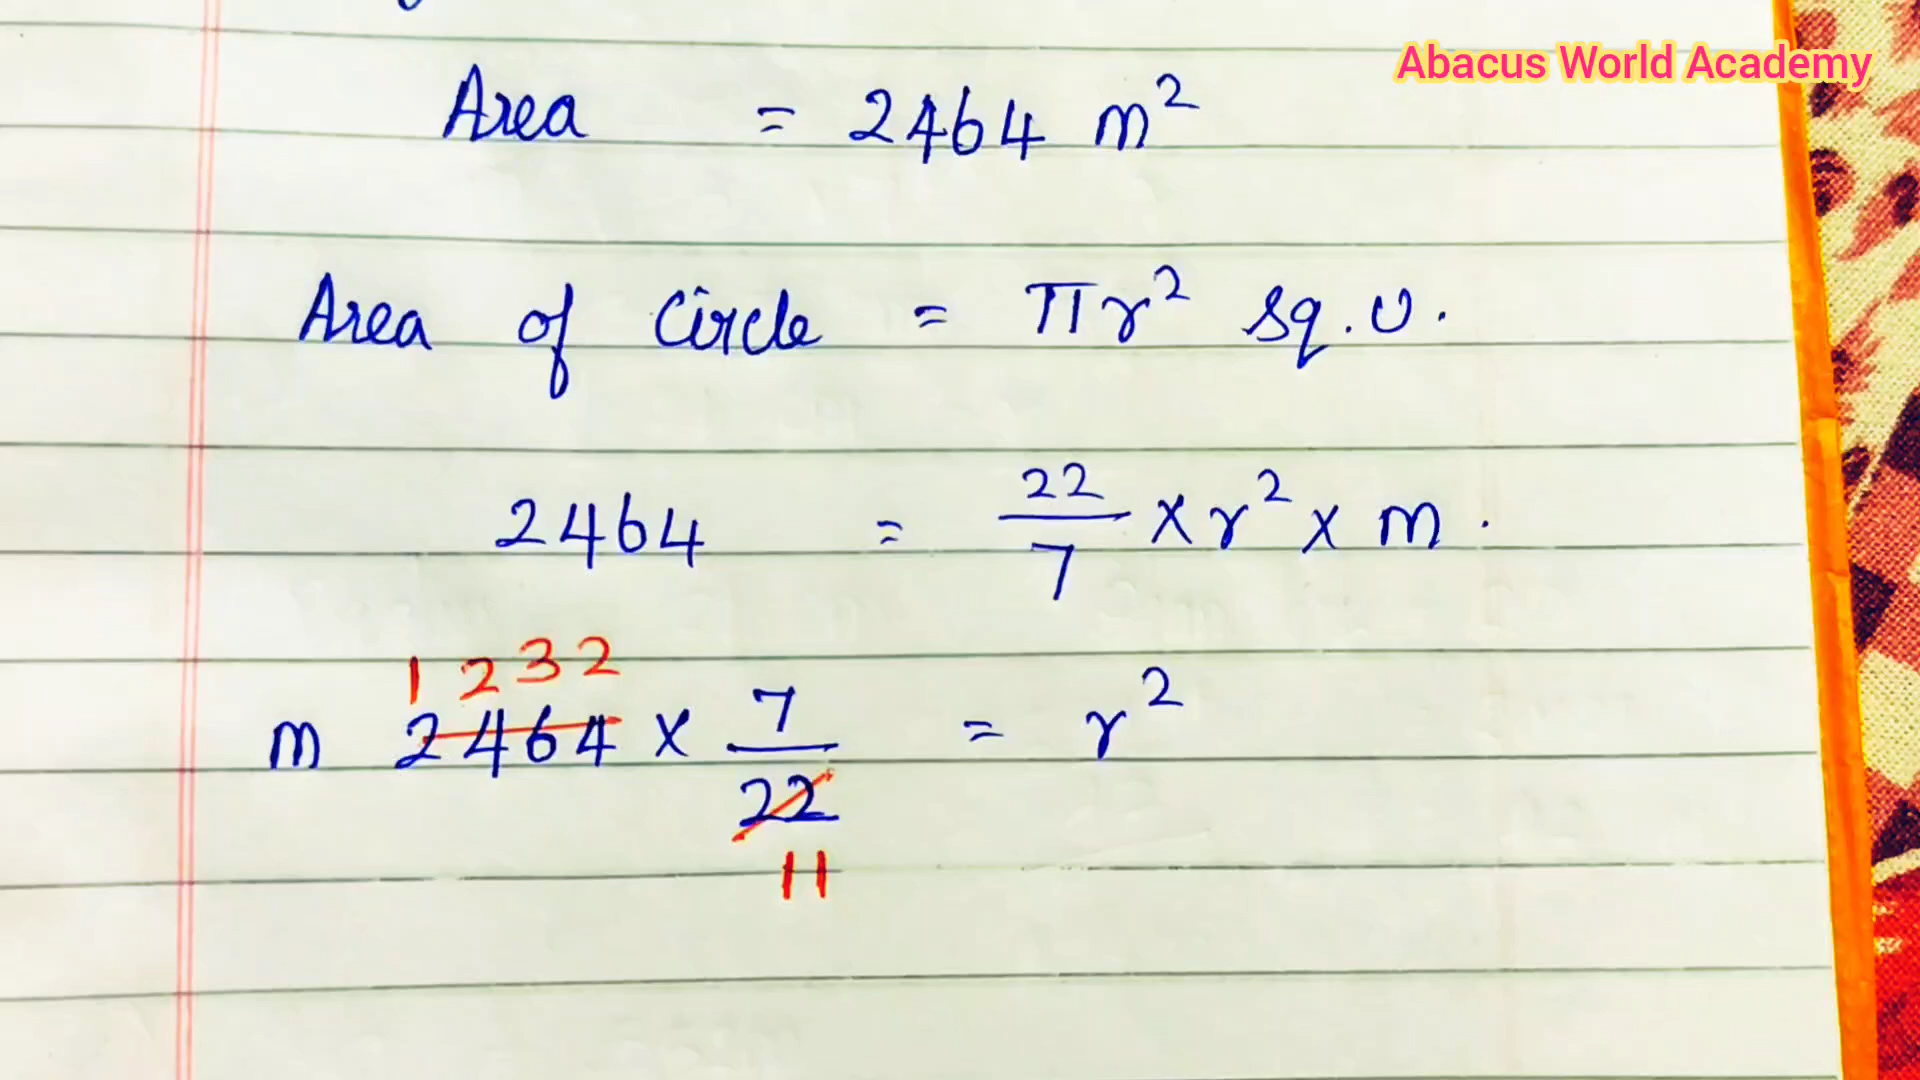 Abacus World Academy
Area = 2464 m²
Area of Circle = πr² sq.u.
2464 = 22/7 × r² × m.
1232
m 2464 × 7/22 = r²
11